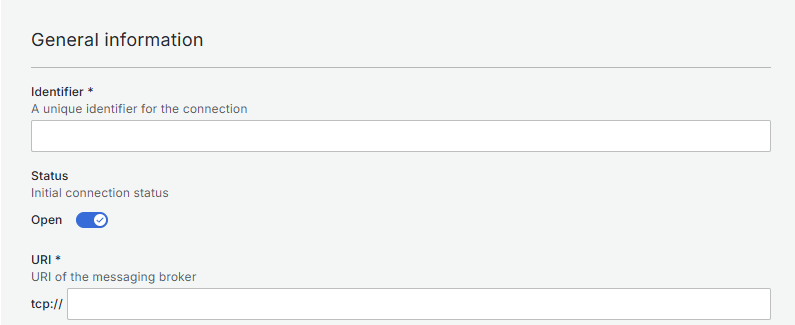 General information
Identifier *
A unique identifier for the connection
Status
Initial connection status
Open
URI *
URI of the messaging broker
tcp://